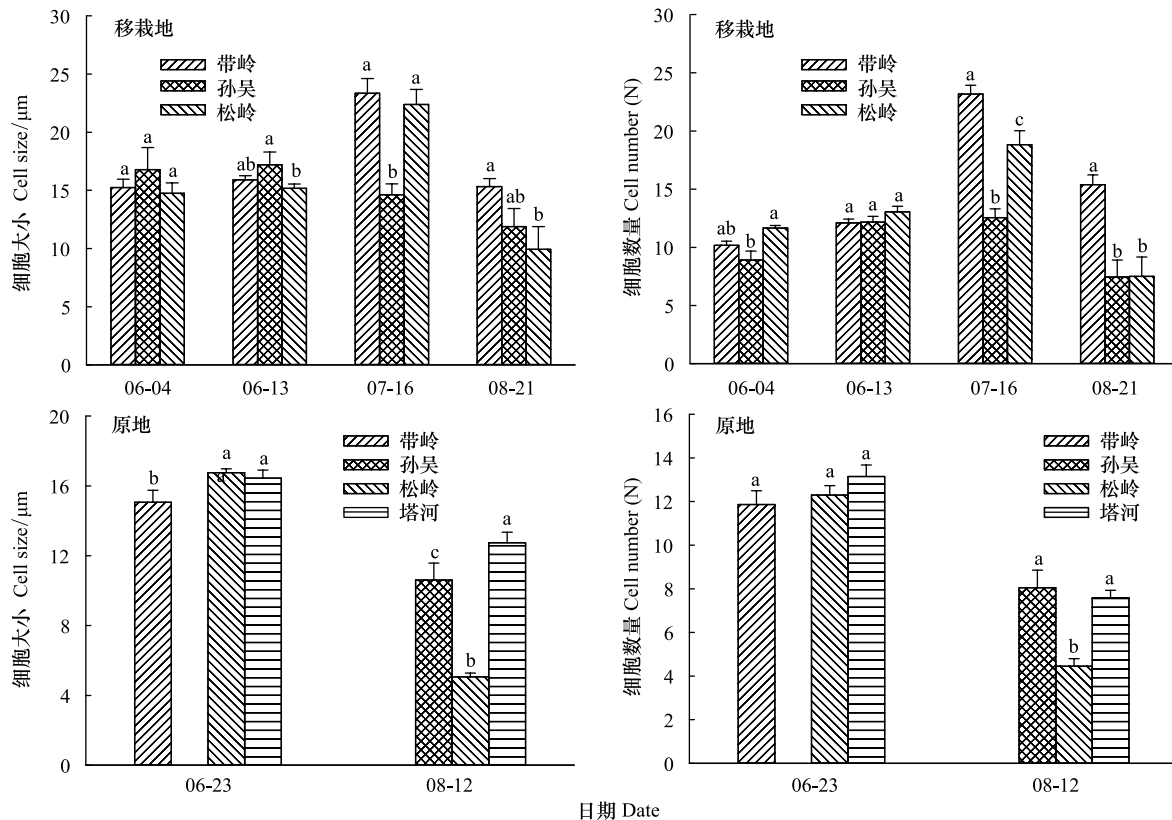 移栽地
带岭
孙吴
松岭
细胞大小 Cell size/μm
30
25
20
15
10
5
0
a a a
ab a b
a b a
a ab b
06-04 06-13 07-16 08-21
移栽地
带岭
孙吴
松岭
细胞数量 Cell number (N)
30
25
20
15
10
5
0
ab b a
a a a
a b c
a b b
06-04 06-13 07-16 08-21
原地
带岭
孙吴
松岭
塔河
细胞大小 Cell size/μm
20
16
12
8
4
0
b a a
a
c b a
06-23 08-12
原地
带岭
孙吴
松岭
塔河
细胞数量 Cell number (N)
16
14
12
10
8
6
4
2
0
a a a
a b a
06-23 08-12
日期 Date